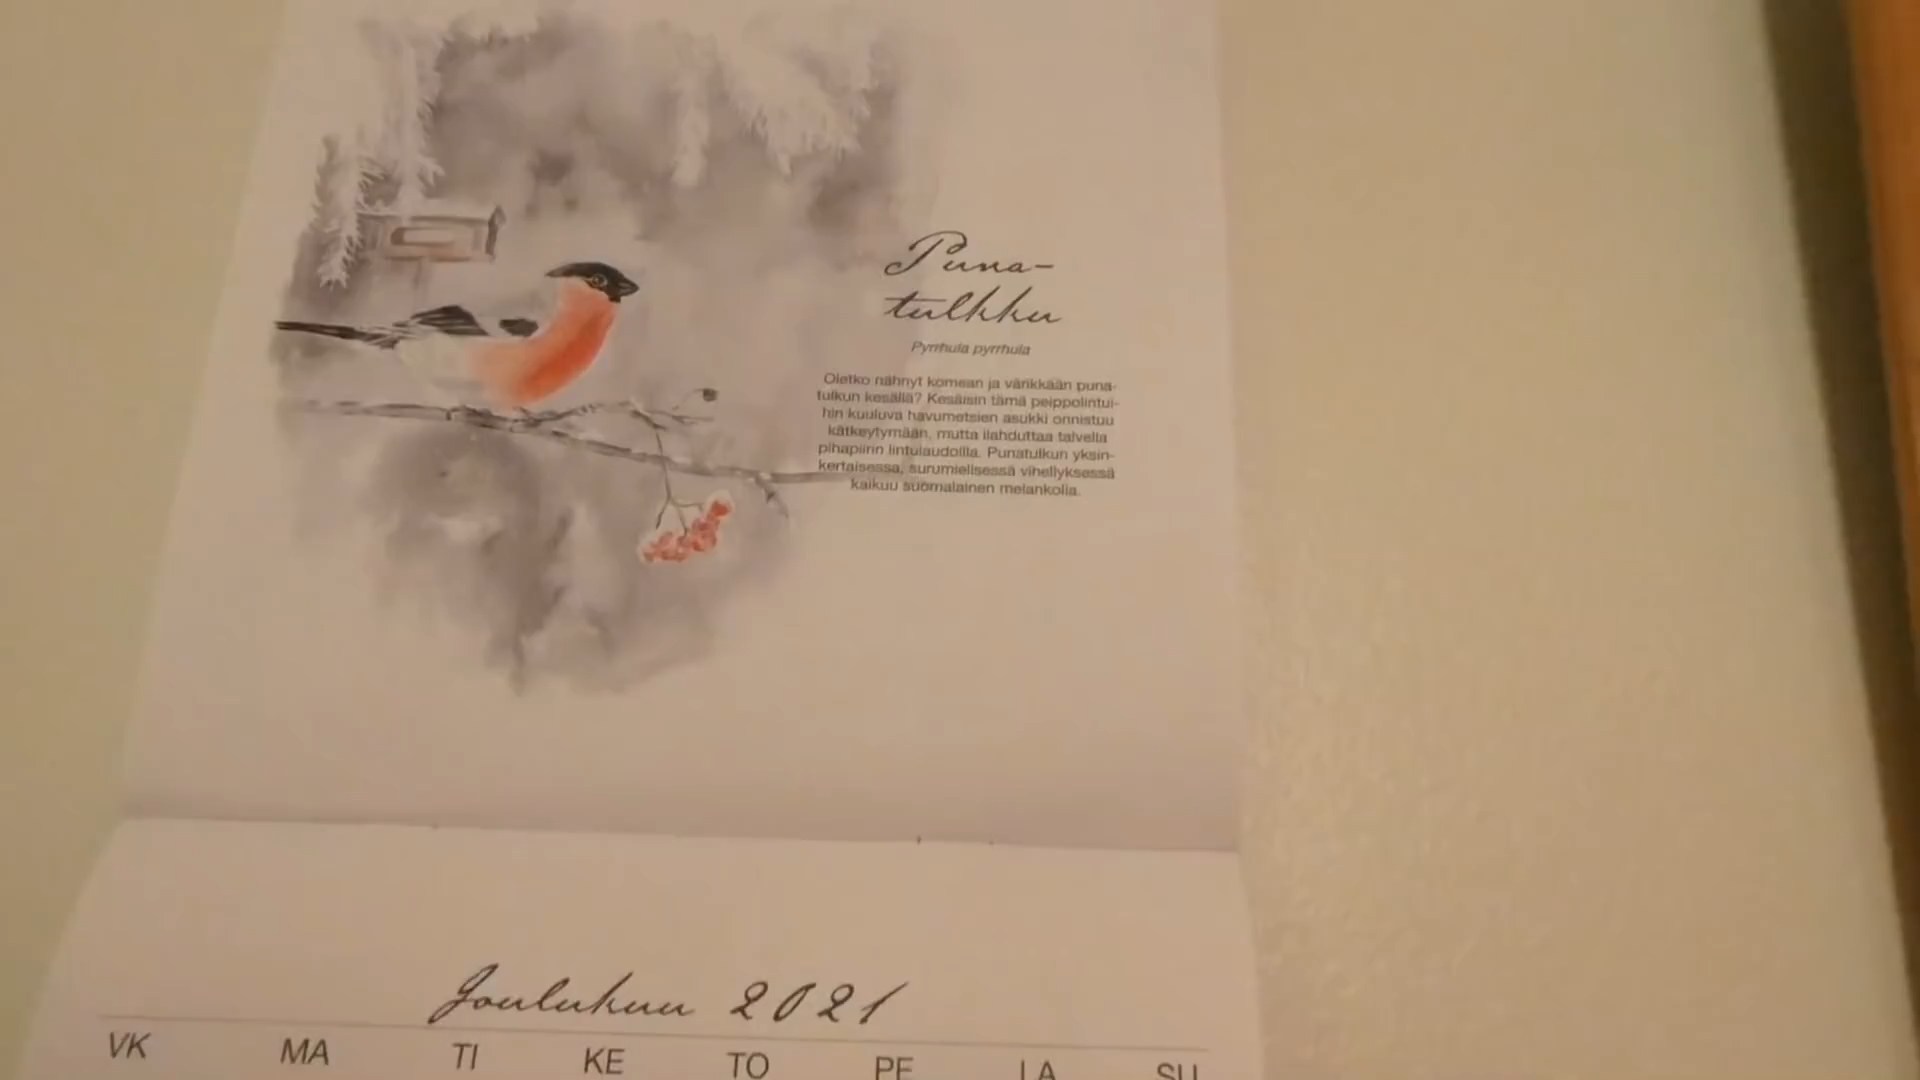 Puna-
tulkku
Pyrrhula pyrrhula
Oletko nähnyt komean ja värikkään puna-
tulkun kesällä? Kesäisin tämä peippolintui-
hin kuuluva havumetsien asukki onnistuu
kätkeytymään, mutta ilahduttaa talvella
pihapiirin lintulaudoilla. Punatulkun yksin-
kertaisessa, surumielisessä vihellyksessä
kaikuu suomalainen melankolia.
Joulukuu 2021
VK MA TI KE TO PE LA SU